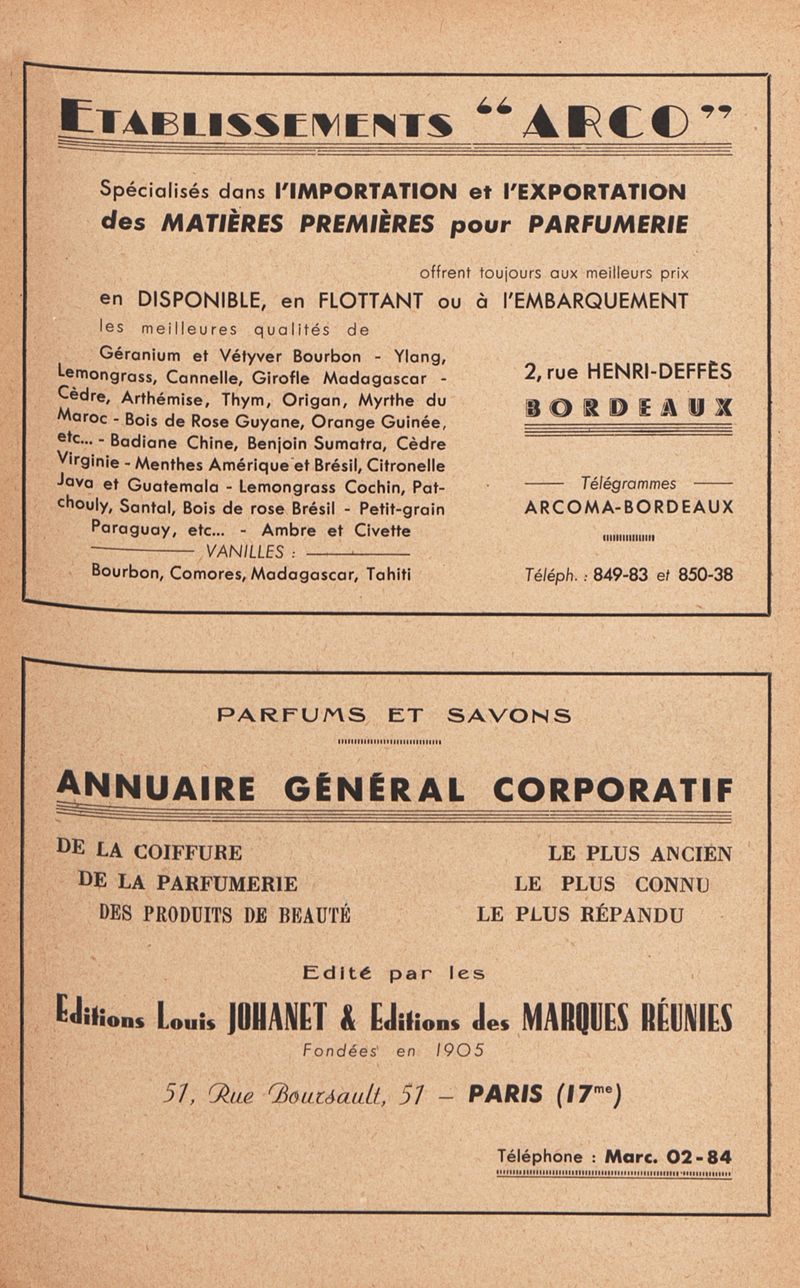 ETABLISSEMENTS “ARCO”
Spécialisés dans l'IMPORTATION et l'EXPORTATION
des MATIÈRES PREMIÈRES pour PARFUMERIE
offrent toujours aux meilleurs prix
en DISPONIBLE, en FLOTTANT ou à l'EMBARQUEMENT
les meilleures qualités de
Géranium et Vétyver Bourbon - Ylang,
Lemongrass, Cannelle, Girofle Madagascar -
Cèdre, Arthémise, Thym, Origan, Myrthe du
Maroc - Bois de Rose Guyane, Orange Guinée,
etc... - Badiane Chine, Benjoin Sumatra, Cèdre
Virginie - Menthes Amérique et Brésil, Citronelle
Java et Guatemala - Lemongrass Cochin, Pat-
chouly, Santal, Bois de rose Brésil - Petit-grain
Paraguay, etc... - Ambre et Civette
VANILLES :
Bourbon, Comores, Madagascar, Tahiti
2, rue HENRI-DEFFÈS
BORDEAUX
Télégrammes
ARCOMA-BORDEAUX
Téléph. : 849-83 et 850-38
PARFUMS ET SAVONS
ANNUAIRE GÉNÉRAL CORPORATIF
DE LA COIFFURE
DE LA PARFUMERIE
DES PRODUITS DE BEAUTÉ
LE PLUS ANCIEN
LE PLUS CONNU
LE PLUS RÉPANDU
Edité par les
Editions Louis JOHANET & Editions des MARQUES RÉUNIES
Fondées en 1905
51, Rue Boursault, 51 - PARIS (17me)
Téléphone : Marc. 02-84